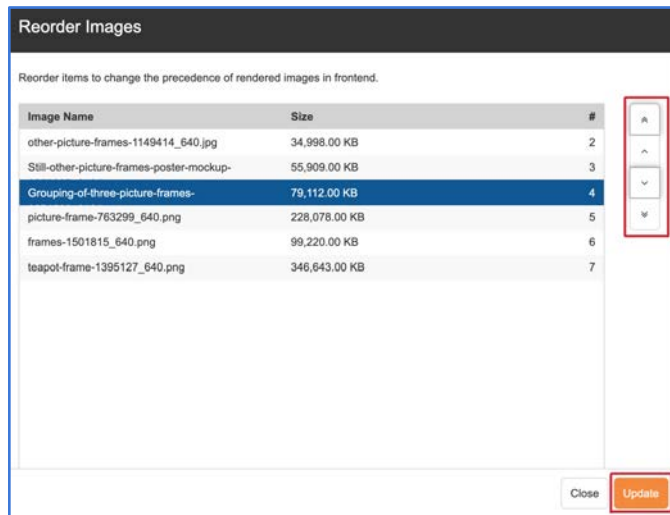 Reorder Images
Reorder items to change the precedence of rendered images in frontend.
Image Name Size #
other-picture-frames-1149414_640.jpg 34,998.00 KB 2
Still-other-picture-frames-poster-mockup- 55,909.00 KB 3
Grouping-of-three-picture-frames- 79,112.00 KB 4
picture-frame-763299_640.png 228,078.00 KB 5
frames-1501815_640.png 99,220.00 KB 6
teapot-frame-1395127_640.png 346,643.00 KB 7
Close Update